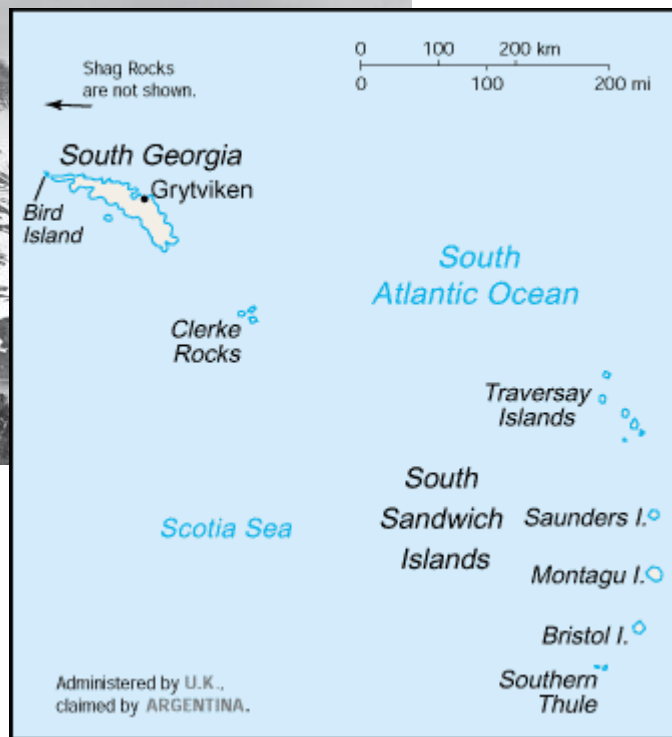 0 100 200 km
0 100 200 mi
Shag Rocks
are not shown.
South Georgia
Grytviken
Bird
Island
South
Atlantic Ocean
Clerke
Rocks
Traversay
Islands
South
Sandwich
Islands
Scotia Sea
Saunders I.
Montagu I.
Bristol I.
Southern
Thule
Administered by U.K.,
claimed by ARGENTINA.